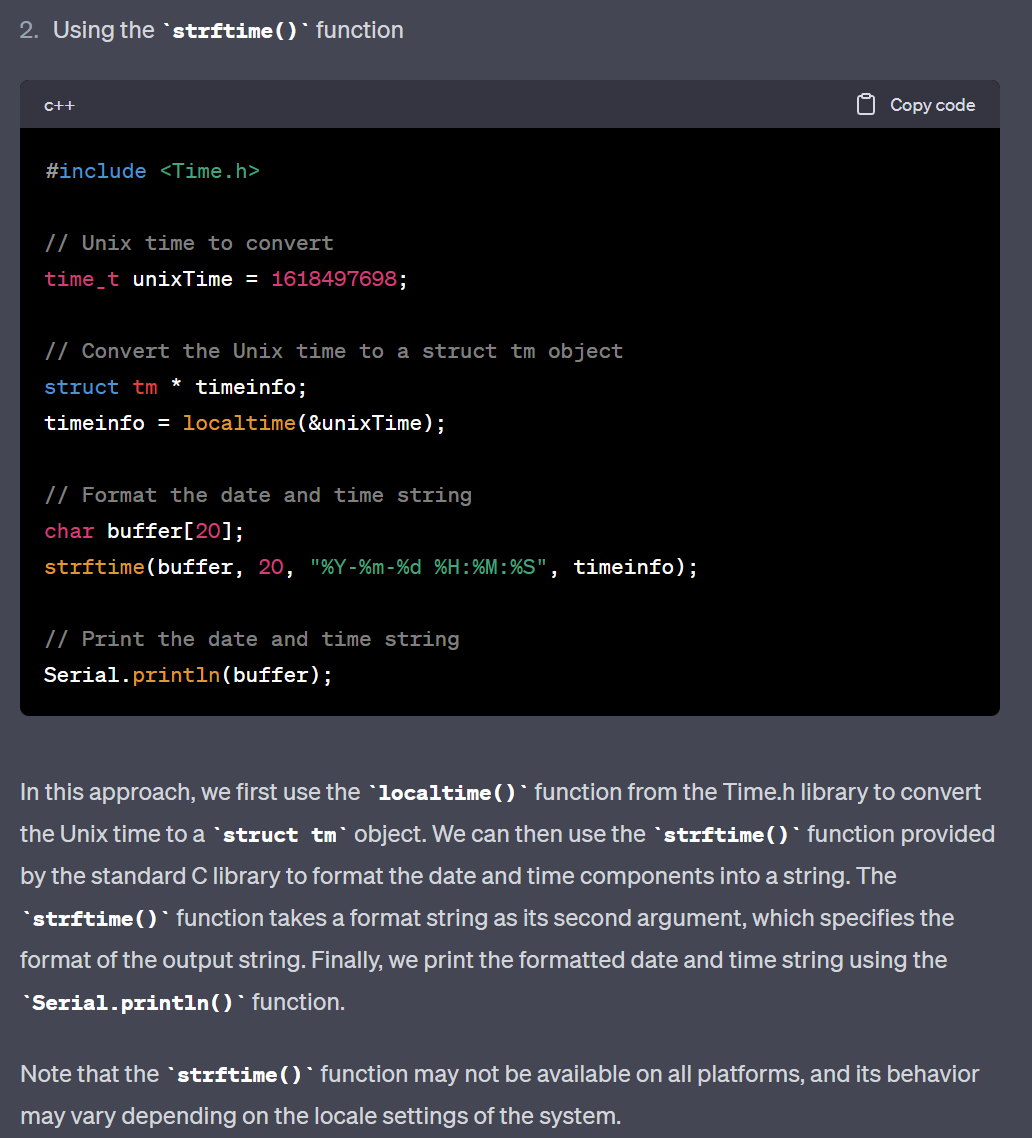 2. Using the `strftime()` function
c++
Copy code
#include <Time.h>
// Unix time to convert
time_t unixTime = 1618497698;
// Convert the Unix time to a struct tm object
struct tm * timeinfo;
timeinfo = localtime(&unixTime);
// Format the date and time string
char buffer[20];
strftime(buffer, 20, "%Y-%m-%d %H:%M:%S", timeinfo);
// Print the date and time string
Serial.println(buffer);
In this approach, we first use the `localtime()` function from the Time.h library to convert
the Unix time to a `struct tm` object. We can then use the `strftime()` function provided
by the standard C library to format the date and time components into a string. The
`strftime()` function takes a format string as its second argument, which specifies the
format of the output string. Finally, we print the formatted date and time string using the
`Serial.println()` function.
Note that the `strftime()` function may not be available on all platforms, and its behavior
may vary depending on the locale settings of the system.